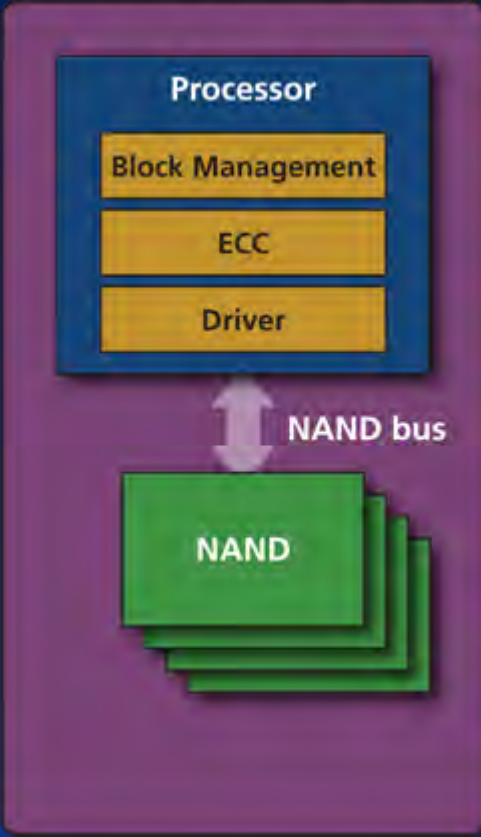 Processor
Block Management
ECC
Driver
NAND bus
NAND